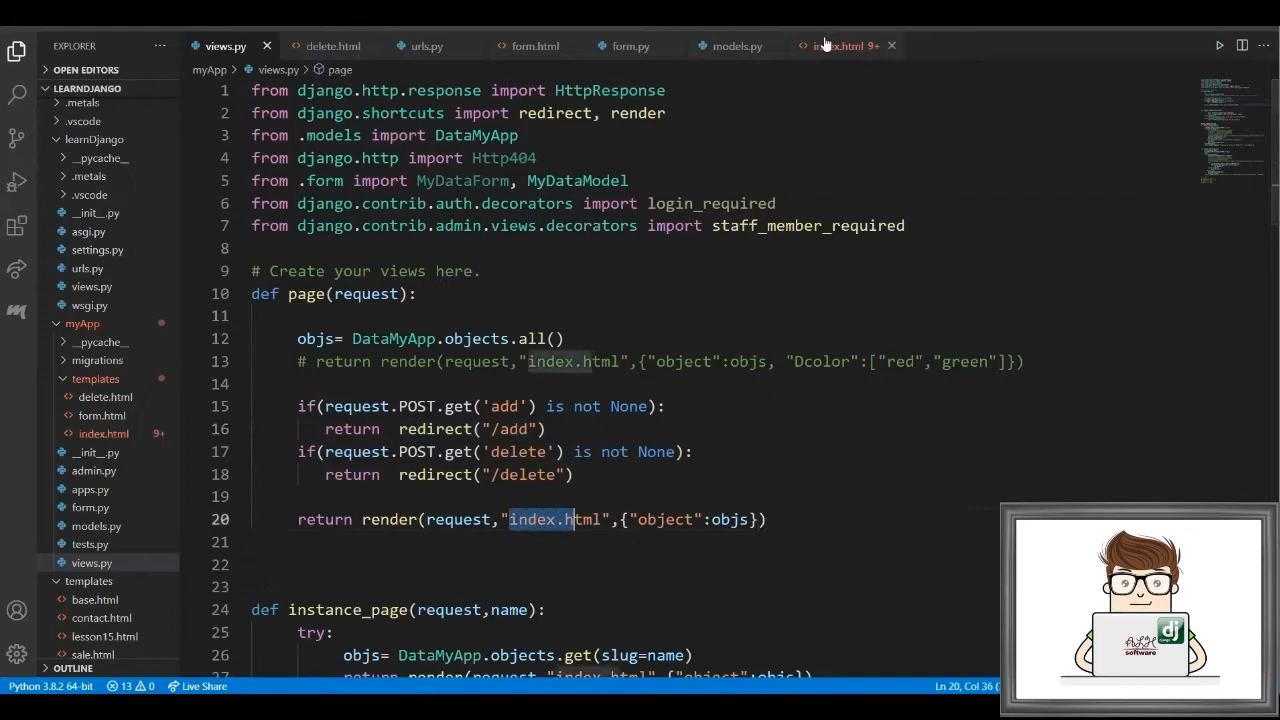 EXPLORER
···
OPEN EDITORS
LEARNDJANGO
.metals
.vscode
learnDjango
__pycache__
.metals
.vscode
__init__.py
asgi.py
settings.py
urls.py
views.py
wsgi.py
myApp
__pycache__
migrations
templates
delete.html
form.html
index.html 9+
__init__.py
admin.py
apps.py
form.py
models.py
tests.py
views.py
templates
base.html
contact.html
lesson15.html
sale.html
OUTLINE
views.py
delete.html
urls.py
form.html
form.py
models.py
index.html 9+
myApp > views.py > page
1 from django.http.response import HttpResponse
2 from django.shortcuts import redirect, render
3 from .models import DataMyApp
4 from django.http import Http404
5 from .form import MyDataForm, MyDataModel
6 from django.contrib.auth.decorators import login_required
7 from django.contrib.admin.views.decorators import staff_member_required
8
9 # Create your views here.
10 def page(request):
11
12 objs= DataMyApp.objects.all()
13 # return render(request,"index.html",{"object":objs, "Dcolor":["red","green"]})
14
15 if(request.POST.get('add') is not None):
16 return redirect("/add")
17 if(request.POST.get('delete') is not None):
18 return redirect("/delete")
19
20 return render(request,"index.html",{"object":objs})
21
22
23
24 def instance_page(request,name):
25 try:
26 objs= DataMyApp.objects.get(slug=name)
27 return render(request,"index.html",{"object":objs})
software
dj
django
Python 3.8.2 64-bit
13 0
Live Share
Ln 20, Col 36